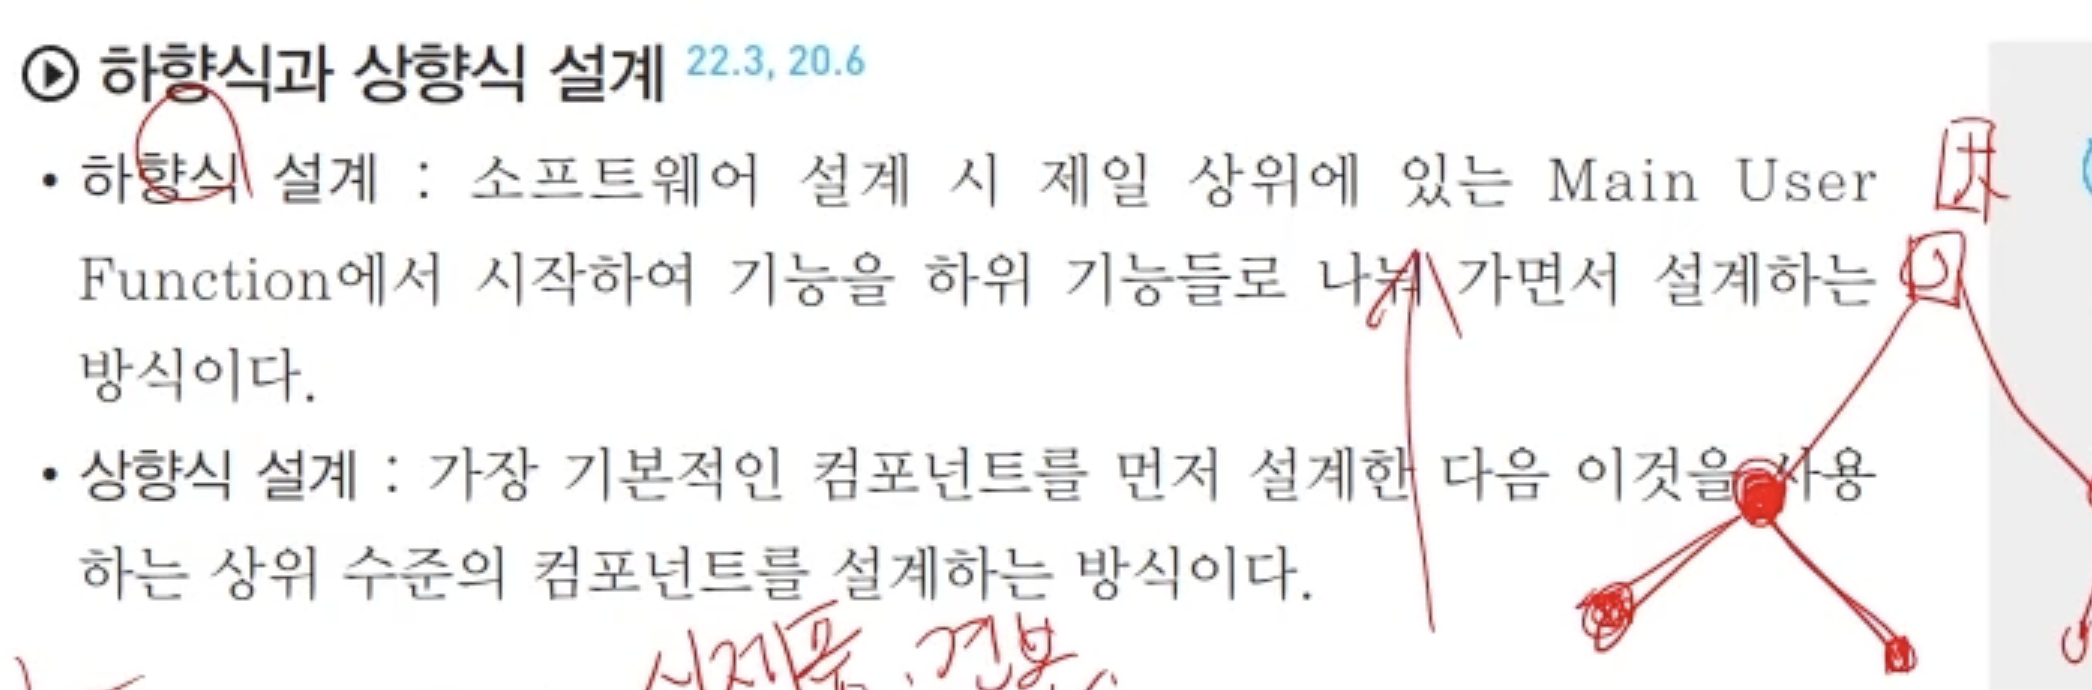 하향식과 상향식 설계 22.3, 20.6
• 하향식 설계 : 소프트웨어 설계 시 제일 상위에 있는 Main User
Function에서 시작하여 기능을 하위 기능들로 나눠 가면서 설계하는
방식이다.
• 상향식 설계 : 가장 기본적인 컴포넌트를 먼저 설계한 다음 이것을 사용
하는 상위 수준의 컴포넌트를 설계하는 방식이다.
시제품, 견본